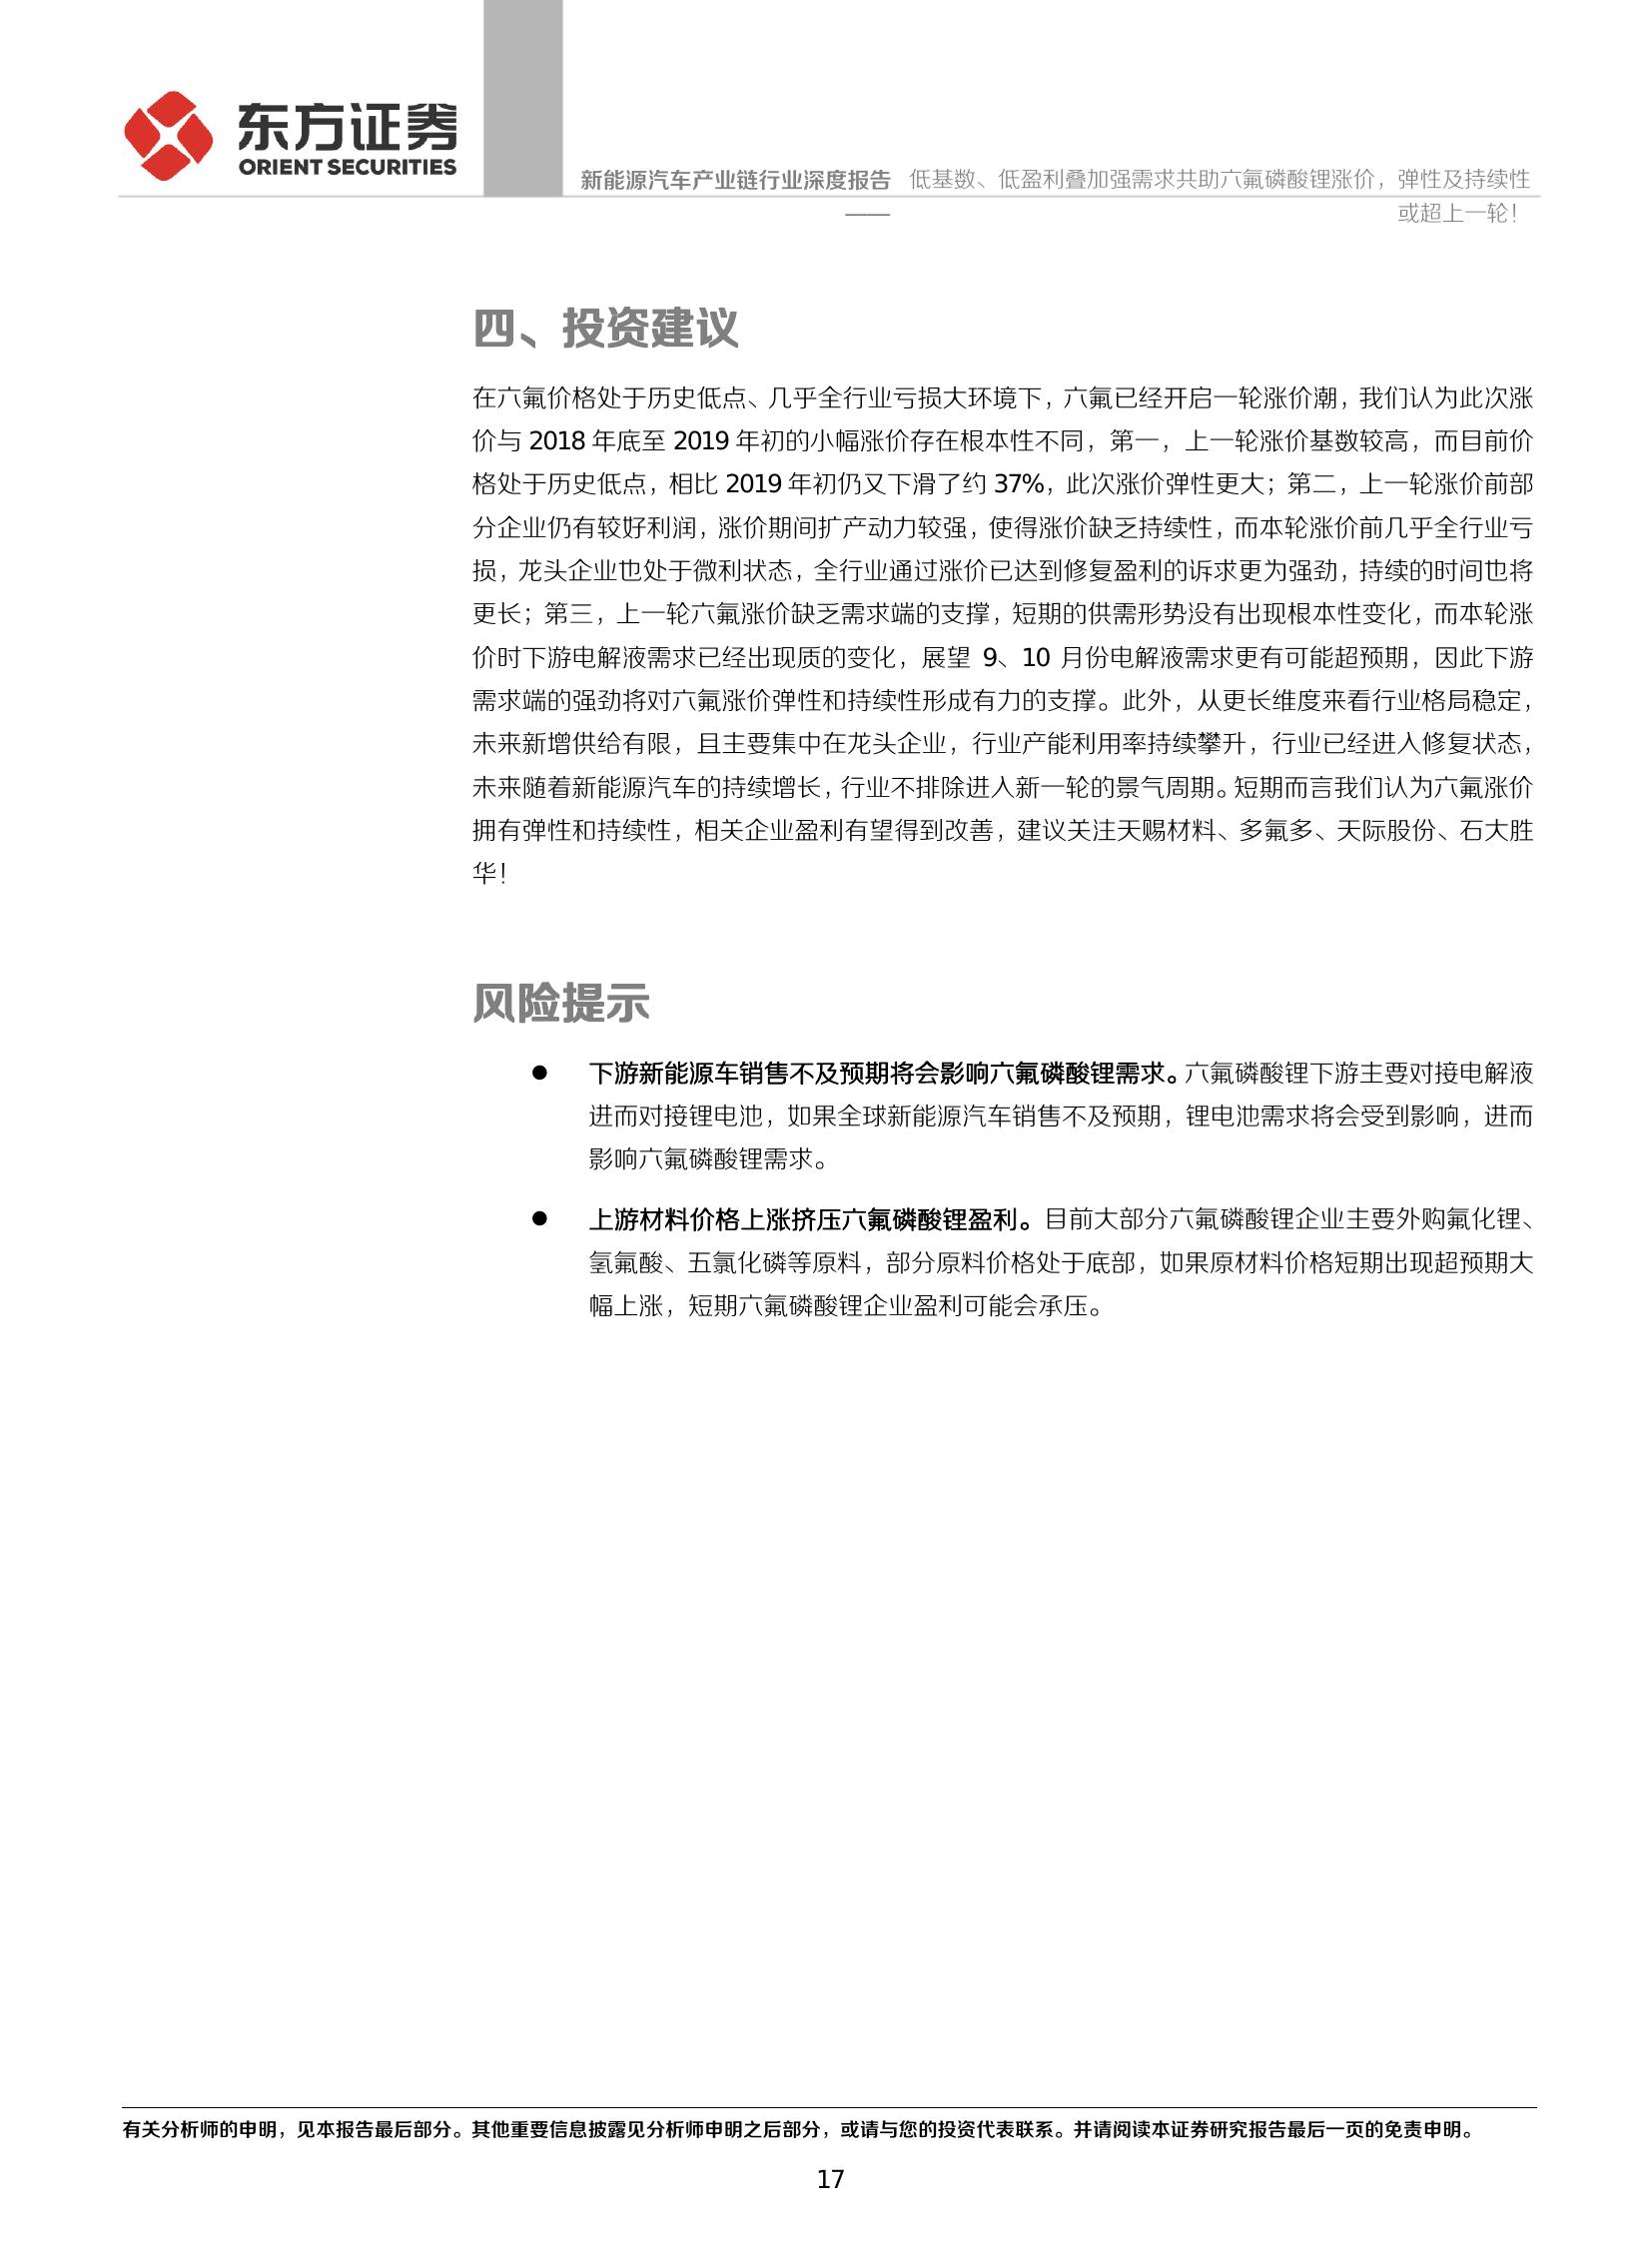 东方证券
ORIENT SECURITIES
新能源汽车产业链行业深度报告 低基数、低盈利叠加强需求共助六氟磷酸锂涨价，弹性及持续性
—— 或超上一轮！
四、投资建议
在六氟价格处于历史低点、几乎全行业亏损大环境下，六氟已经开启一轮涨价潮，我们认为此次涨
价与 2018 年底至 2019 年初的小幅涨价存在根本性不同，第一，上一轮涨价基数较高，而目前价
格处于历史低点，相比 2019 年初仍又下滑了约 37%，此次涨价弹性更大；第二，上一轮涨价前部
分企业仍有较好利润，涨价期间扩产动力较强，使得涨价缺乏持续性，而本轮涨价前几乎全行业亏
损，龙头企业也处于微利状态，全行业通过涨价已达到修复盈利的诉求更为强劲，持续的时间也将
更长；第三，上一轮六氟涨价缺乏需求端的支撑，短期的供需形势没有出现根本性变化，而本轮涨
价时下游电解液需求已经出现质的变化，展望 9、10 月份电解液需求更有可能超预期，因此下游
需求端的强劲将对六氟涨价弹性和持续性形成有力的支撑。此外，从更长维度来看行业格局稳定，
未来新增供给有限，且主要集中在龙头企业，行业产能利用率持续攀升，行业已经进入修复状态，
未来随着新能源汽车的持续增长，行业不排除进入新一轮的景气周期。短期而言我们认为六氟涨价
拥有弹性和持续性，相关企业盈利有望得到改善，建议关注天赐材料、多氟多、天际股份、石大胜
华！
风险提示
● 下游新能源车销售不及预期将会影响六氟磷酸锂需求。六氟磷酸锂下游主要对接电解液
进而对接锂电池，如果全球新能源汽车销售不及预期，锂电池需求将会受到影响，进而
影响六氟磷酸锂需求。
● 上游材料价格上涨挤压六氟磷酸锂盈利。目前大部分六氟磷酸锂企业主要外购氟化锂、
氢氟酸、五氯化磷等原料，部分原料价格处于底部，如果原材料价格短期出现超预期大
幅上涨，短期六氟磷酸锂企业盈利可能会承压。
有关分析师的申明，见本报告最后部分。其他重要信息披露见分析师申明之后部分，或请与您的投资代表联系。并请阅读本证券研究报告最后一页的免责申明。
17